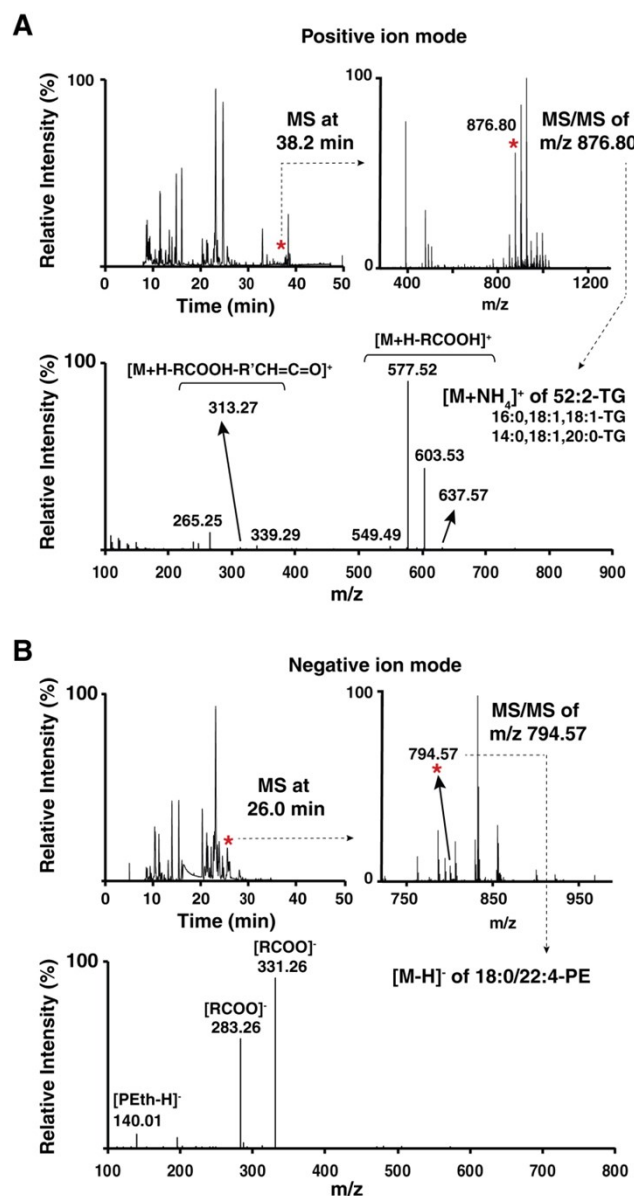 A
Positive ion mode
Relative Intensity (%)
100
0
0 10 20 30 40 50
Time (min)
MS at
38.2 min
*
100
0
876.80
*
400 800 1200
m/z
MS/MS of
m/z 876.80
Relative Intensity (%)
100
0
[M+H-RCOOH-R'CH=C=O]⁺
313.27
265.25
339.29
[M+H-RCOOH]⁺
577.52
603.53
549.49
637.57
[M+NH₄]⁺ of 52:2-TG
16:0,18:1,18:1-TG
14:0,18:1,20:0-TG
100 200 300 400 500 600 700 800 900
m/z
B
Negative ion mode
Relative Intensity (%)
100
0
0 10 20 30 40 50
Time (min)
MS at
26.0 min
*
100
0
794.57
*
750 850 950
m/z
MS/MS of
m/z 794.57
Relative Intensity (%)
100
0
[RCOO]⁻
331.26
[RCOO]⁻
283.26
[PEth-H]⁻
140.01
[M-H]⁻ of 18:0/22:4-PE
100 200 300 400 500 600 700 800
m/z